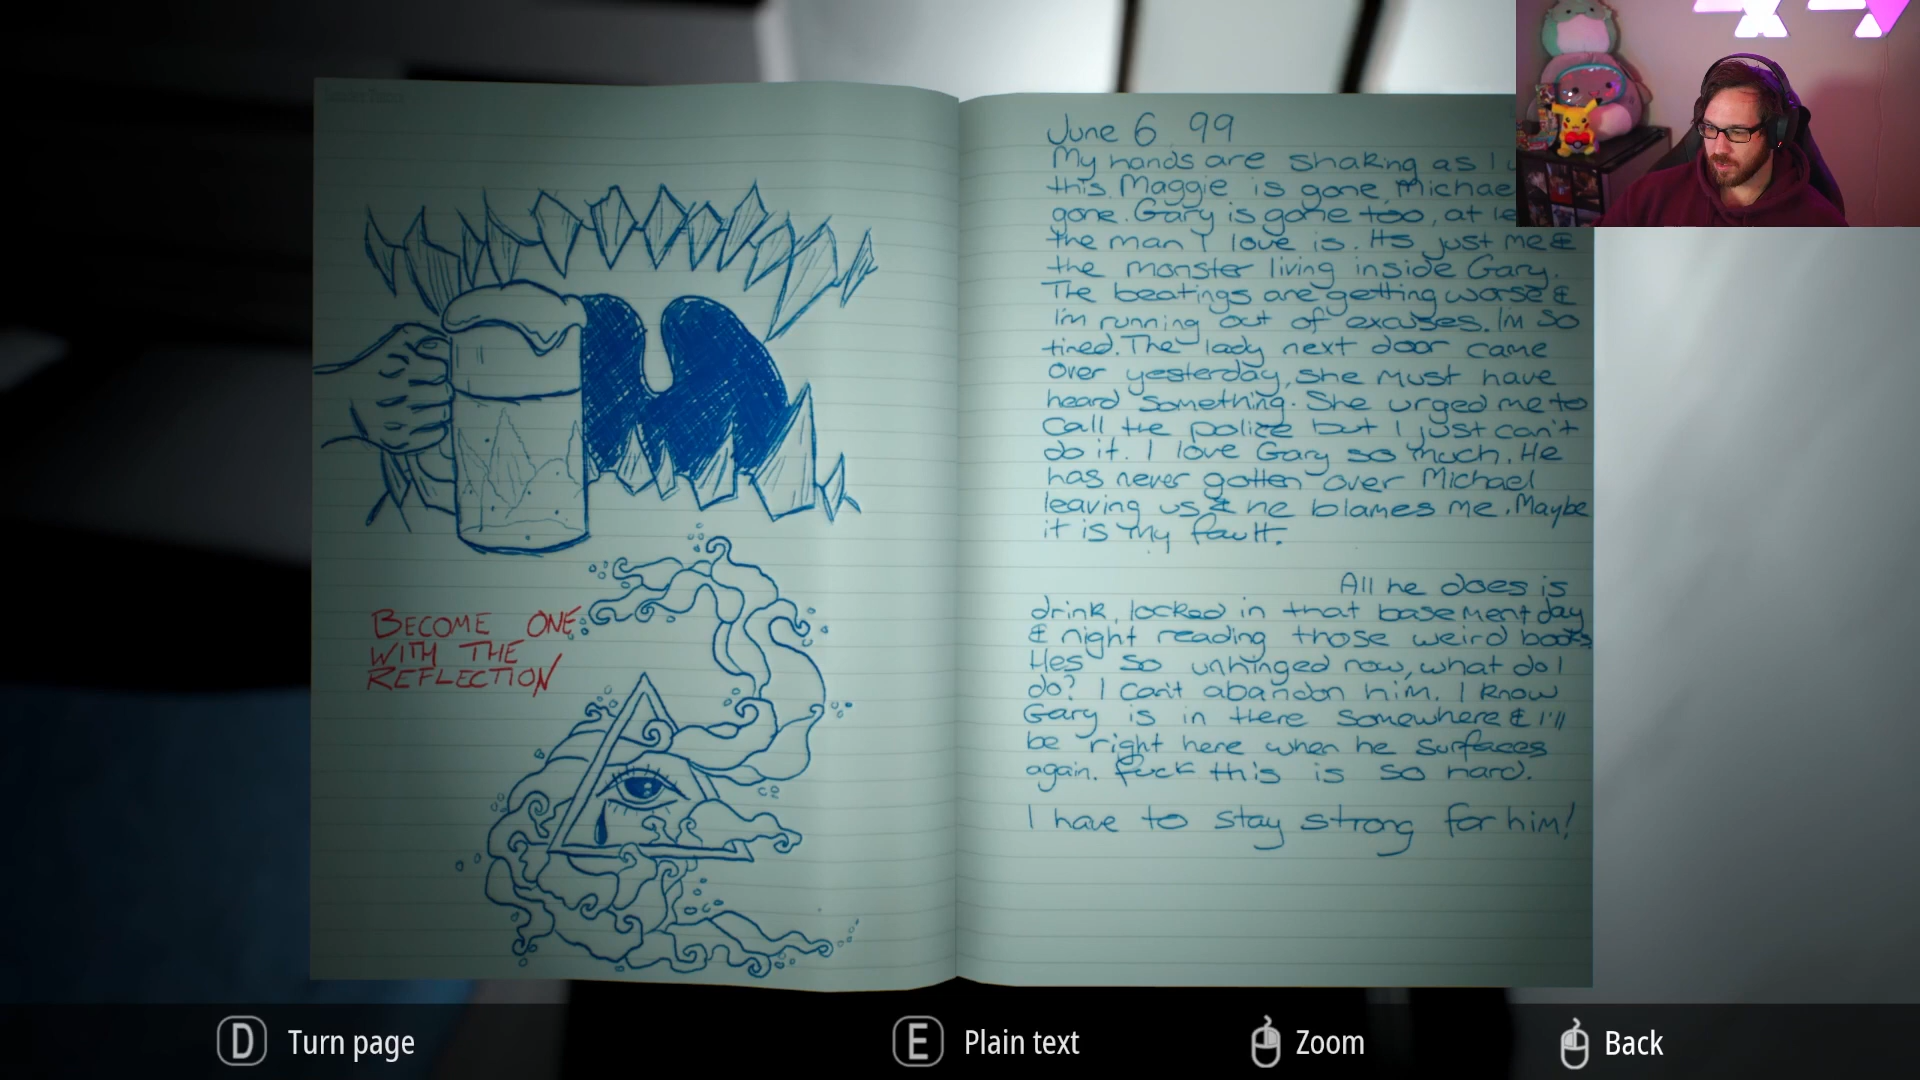 BECOME ONE
WITH THE
REFLECTION
June 6 99
My hands are shaking as I
this. Maggie is gone, Michae
gone. Gary is gone too, at le
the man I love is. Its just me &
the monster living inside Gary.
The beatings are getting worse &
I'm running out of excuses. Im so
tired. The lady next door came
over yesterday, she must have
heard something. She urged me to
call the police but I just can't
do it. I love Gary so much. He
has never gotten over Michael
leaving us & he blames me. Maybe
it is my fault.
All he does is
drink, locked in that basement day
& night reading those weird books
Hes so unhinged now, what do I
do? I can't abandon him. I know
Gary is in there somewhere & I'll
be right here when he surfaces
again. fuck this is so hard.
I have to stay strong for him!
D Turn page
E Plain text
Zoom
Back